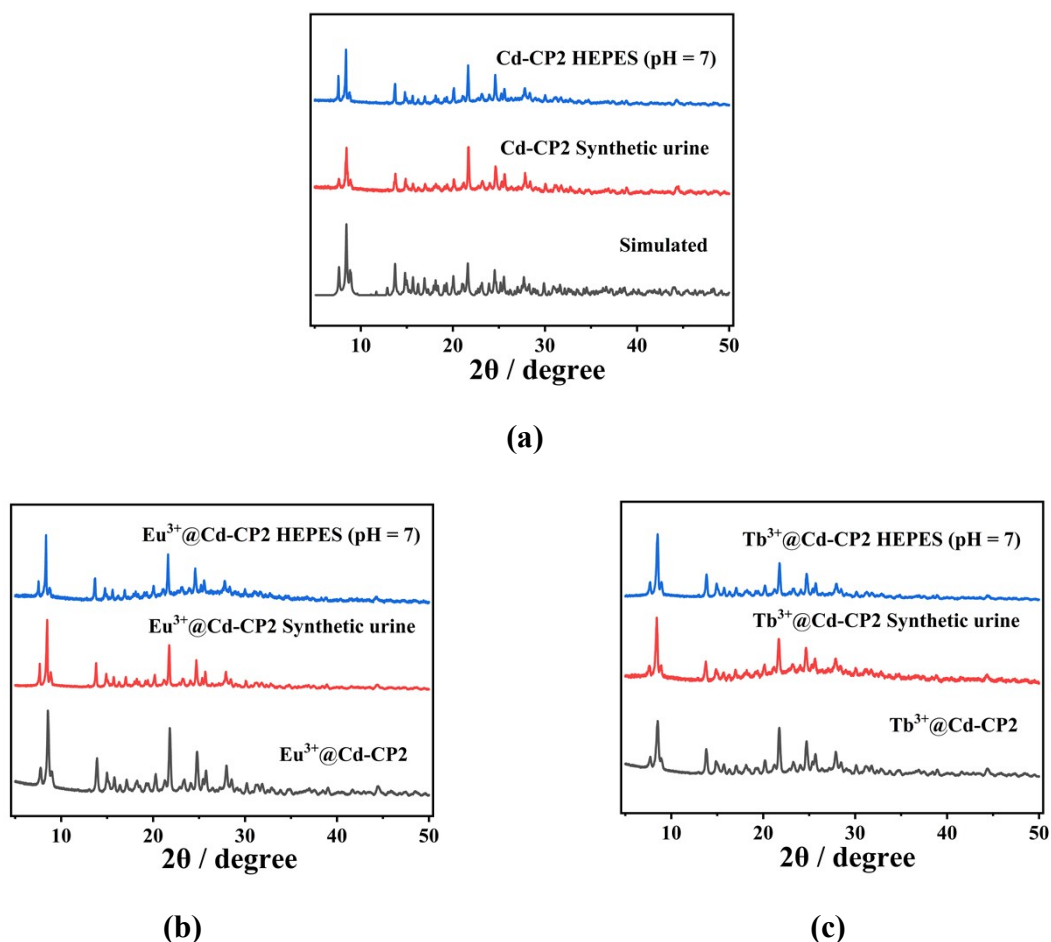 Cd-CP2 HEPES (pH = 7)
Cd-CP2 Synthetic urine
Simulated
10 20 30 40 50
2θ / degree
(a)
Eu³⁺@Cd-CP2 HEPES (pH = 7)
Eu³⁺@Cd-CP2 Synthetic urine
Eu³⁺@Cd-CP2
10 20 30 40 50
2θ / degree
(b)
Tb³⁺@Cd-CP2 HEPES (pH = 7)
Tb³⁺@Cd-CP2 Synthetic urine
Tb³⁺@Cd-CP2
10 20 30 40 50
2θ / degree
(c)